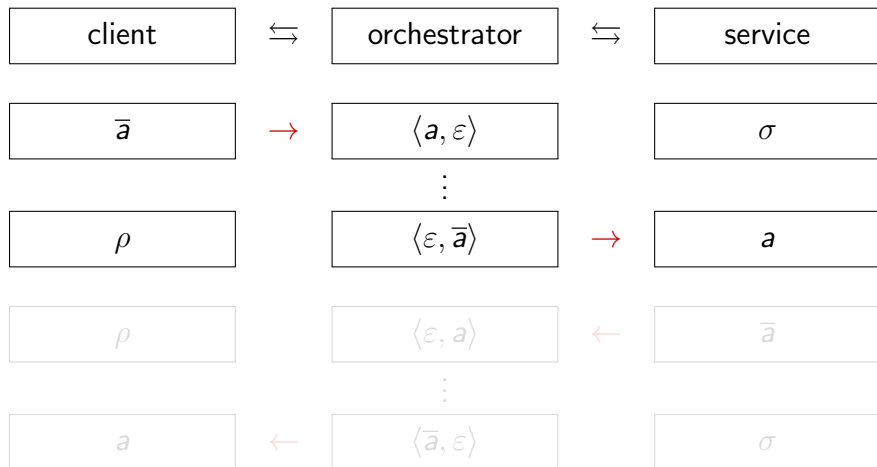 client ⇆ orchestrator ⇆ service
a̅ → ⟨a, ε⟩ σ
⋮
ρ ⟨ε, a̅⟩ → a
ρ ⟨ε, a⟩ ← a̅
⋮
a ← ⟨a̅, ε⟩ σ